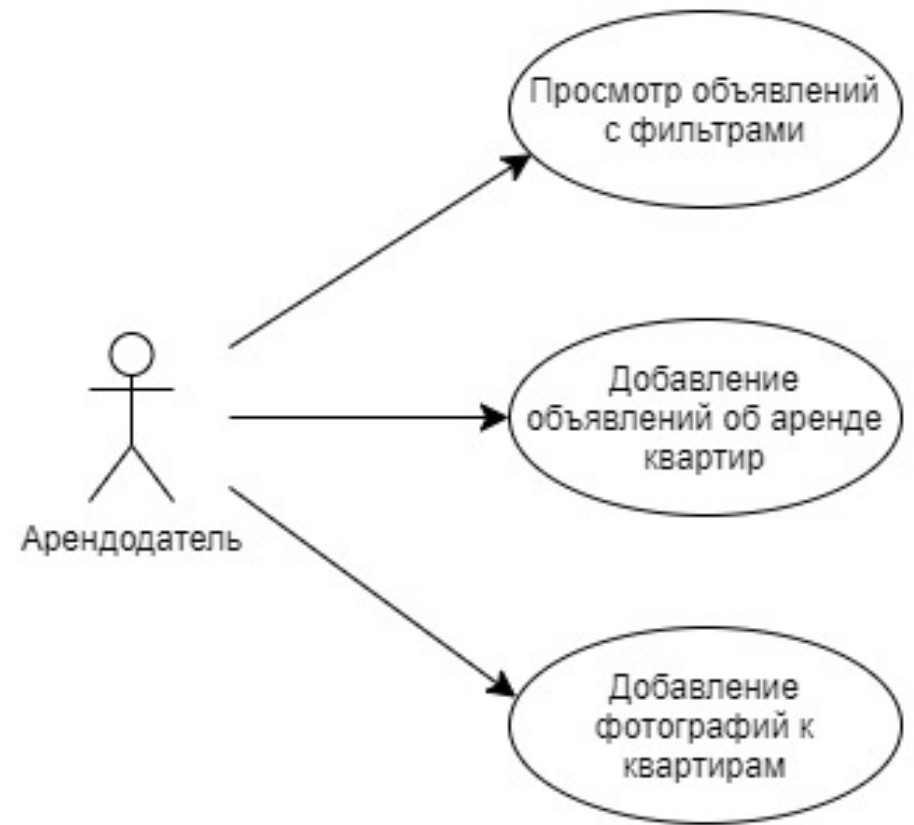 Просмотр объявлений
с фильтрами
Добавление
объявлений об аренде
квартир
Арендодатель
Добавление
фотографий к
квартирам